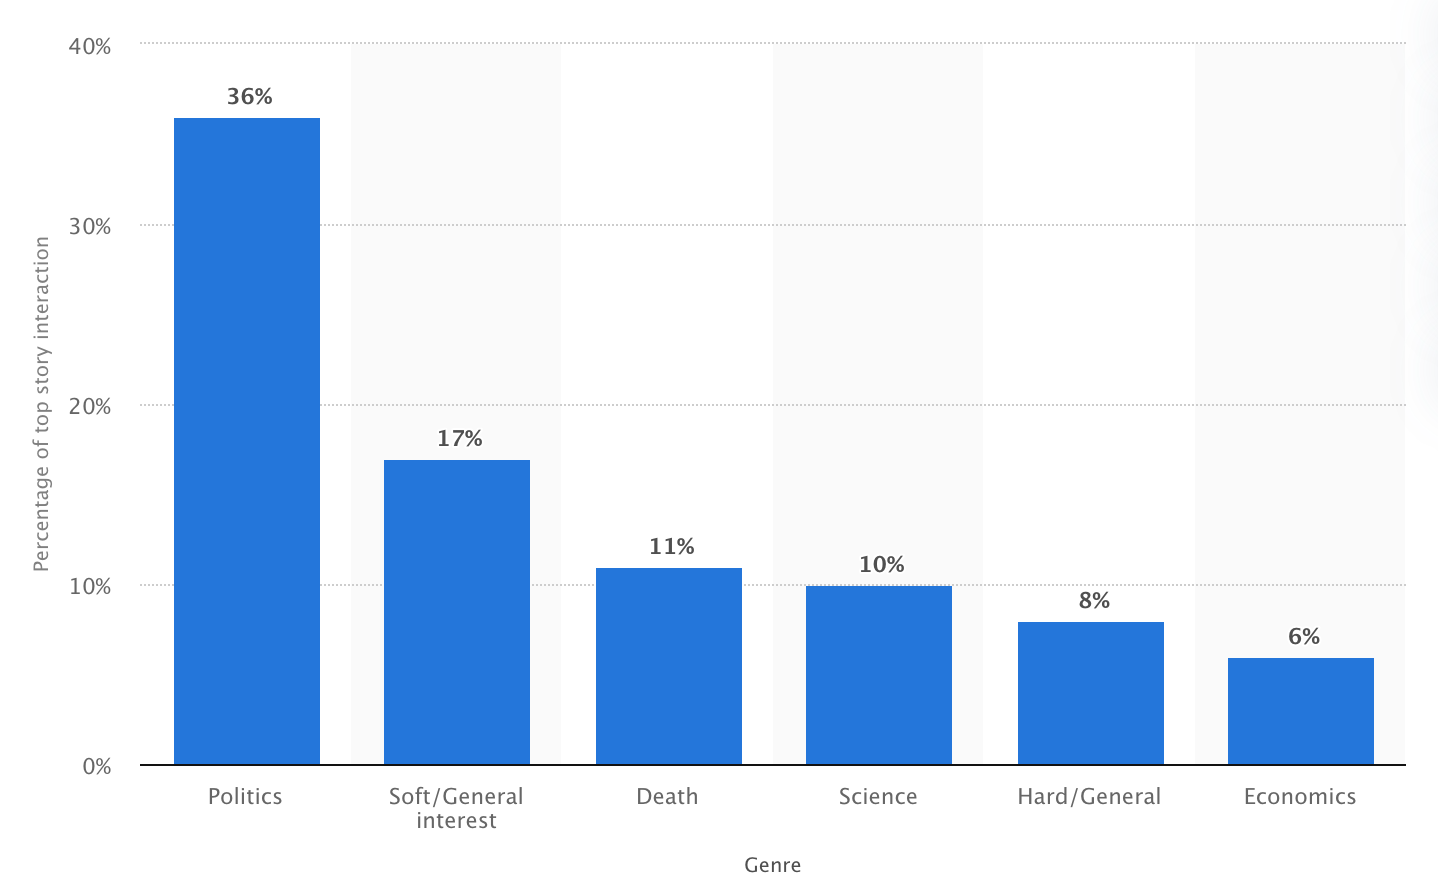 40%
36%
30%
Percentage of top story interaction
20%
17%
11%
10%
10%
8%
6%
0%
Politics
Soft/General
interest
Death
Science
Hard/General
Economics
Genre